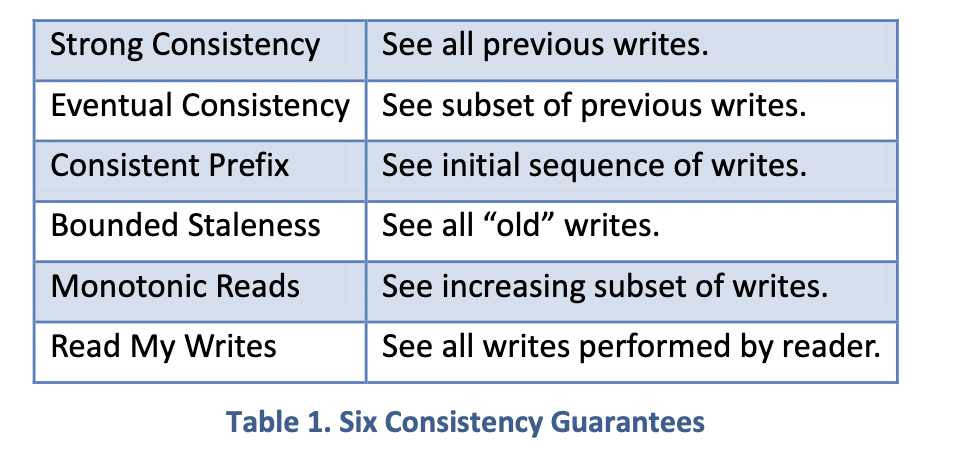 Strong Consistency See all previous writes.
Eventual Consistency See subset of previous writes.
Consistent Prefix See initial sequence of writes.
Bounded Staleness See all “old” writes.
Monotonic Reads See increasing subset of writes.
Read My Writes See all writes performed by reader.
Table 1. Six Consistency Guarantees